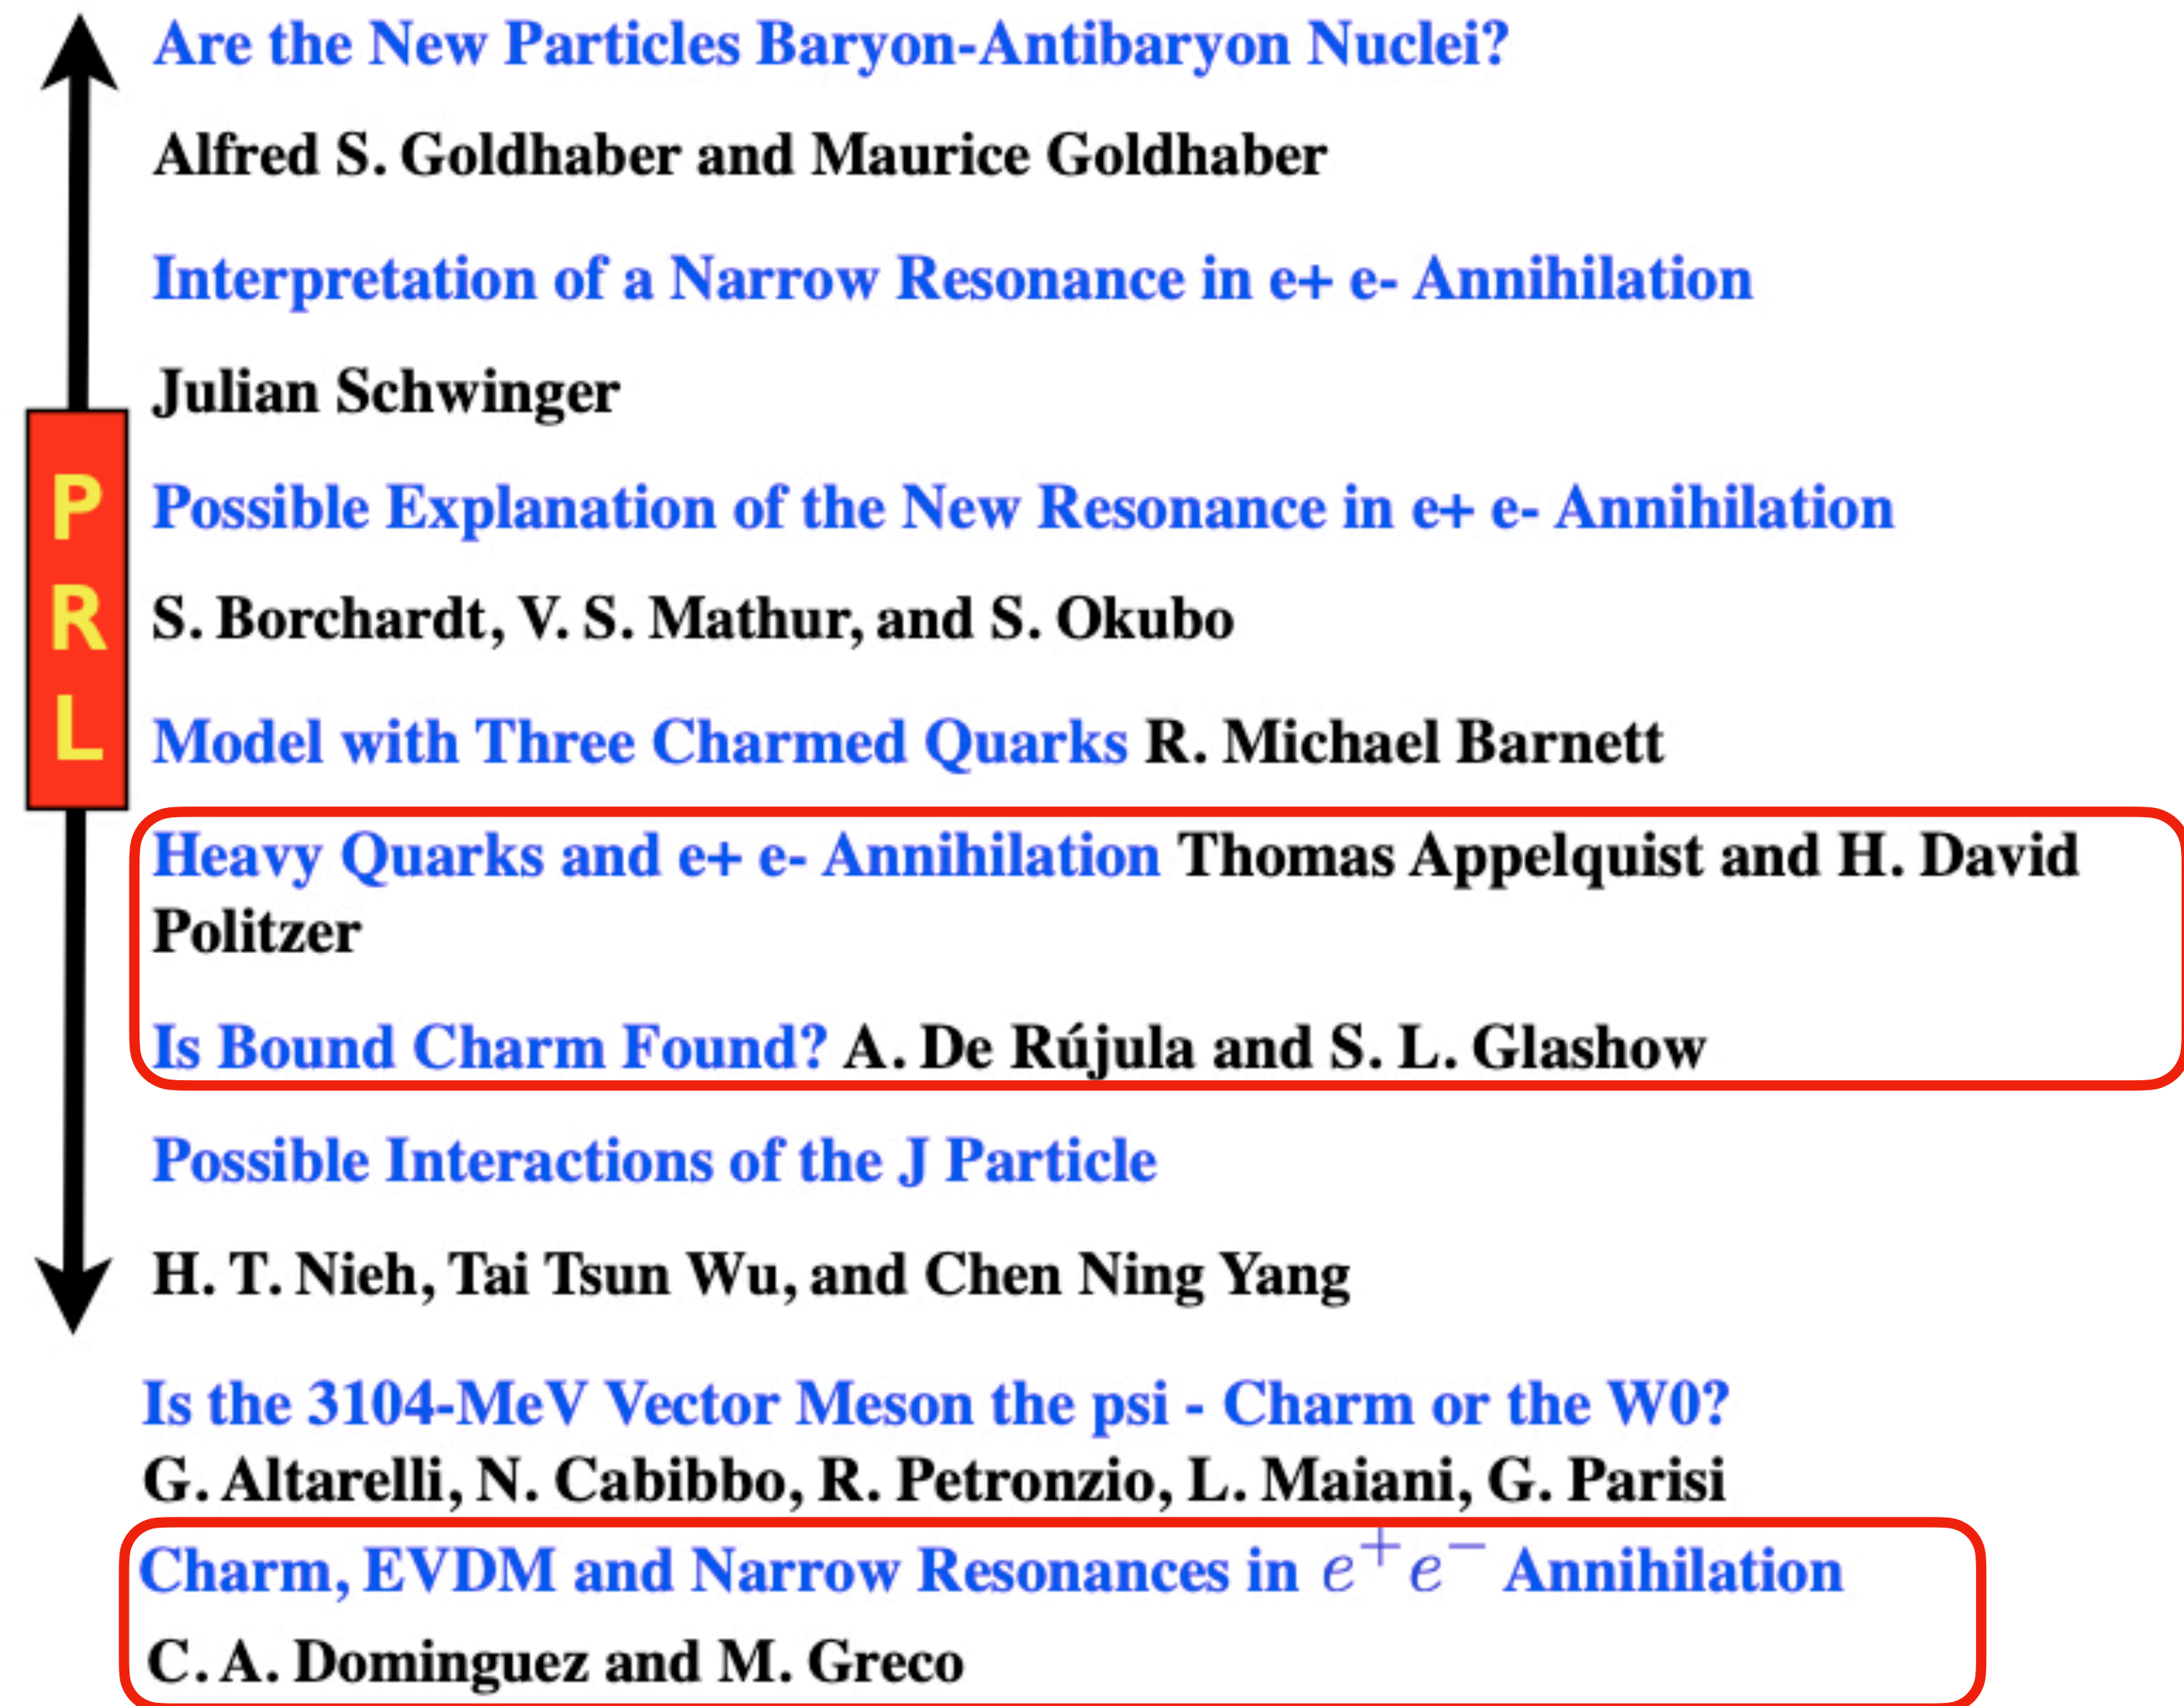 Are the New Particles Baryon-Antibaryon Nuclei?
Alfred S. Goldhaber and Maurice Goldhaber
Interpretation of a Narrow Resonance in e+ e- Annihilation
Julian Schwinger
P
R
L
Possible Explanation of the New Resonance in e+ e- Annihilation
S. Borchardt, V. S. Mathur, and S. Okubo
Model with Three Charmed Quarks R. Michael Barnett
Heavy Quarks and e+ e- Annihilation Thomas Appelquist and H. David
Politzer
Is Bound Charm Found? A. De Rújula and S. L. Glashow
Possible Interactions of the J Particle
H. T. Nieh, Tai Tsun Wu, and Chen Ning Yang
Is the 3104-MeV Vector Meson the psi - Charm or the W0?
G. Altarelli, N. Cabibbo, R. Petronzio, L. Maiani, G. Parisi
Charm, EVDM and Narrow Resonances in e⁺e⁻ Annihilation
C. A. Dominguez and M. Greco